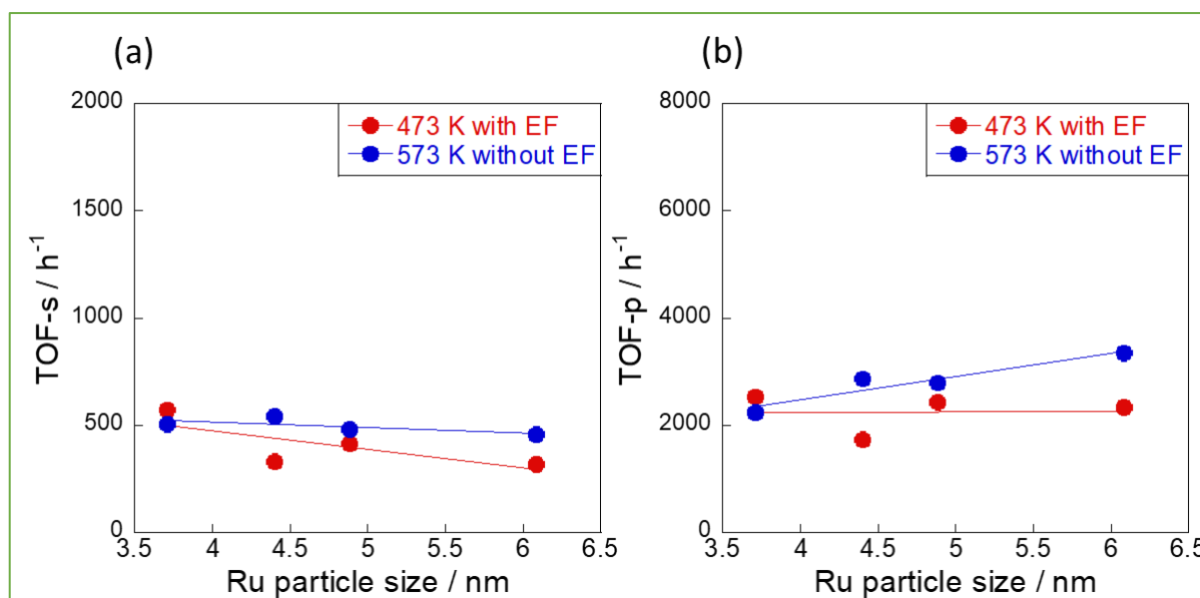 (a)
2000
1500
1000
500
0
TOF-s / h⁻¹
473 K with EF
573 K without EF
3.5 4 4.5 5 5.5 6 6.5
Ru particle size / nm
(b)
8000
6000
4000
2000
0
TOF-p / h⁻¹
473 K with EF
573 K without EF
3.5 4 4.5 5 5.5 6 6.5
Ru particle size / nm